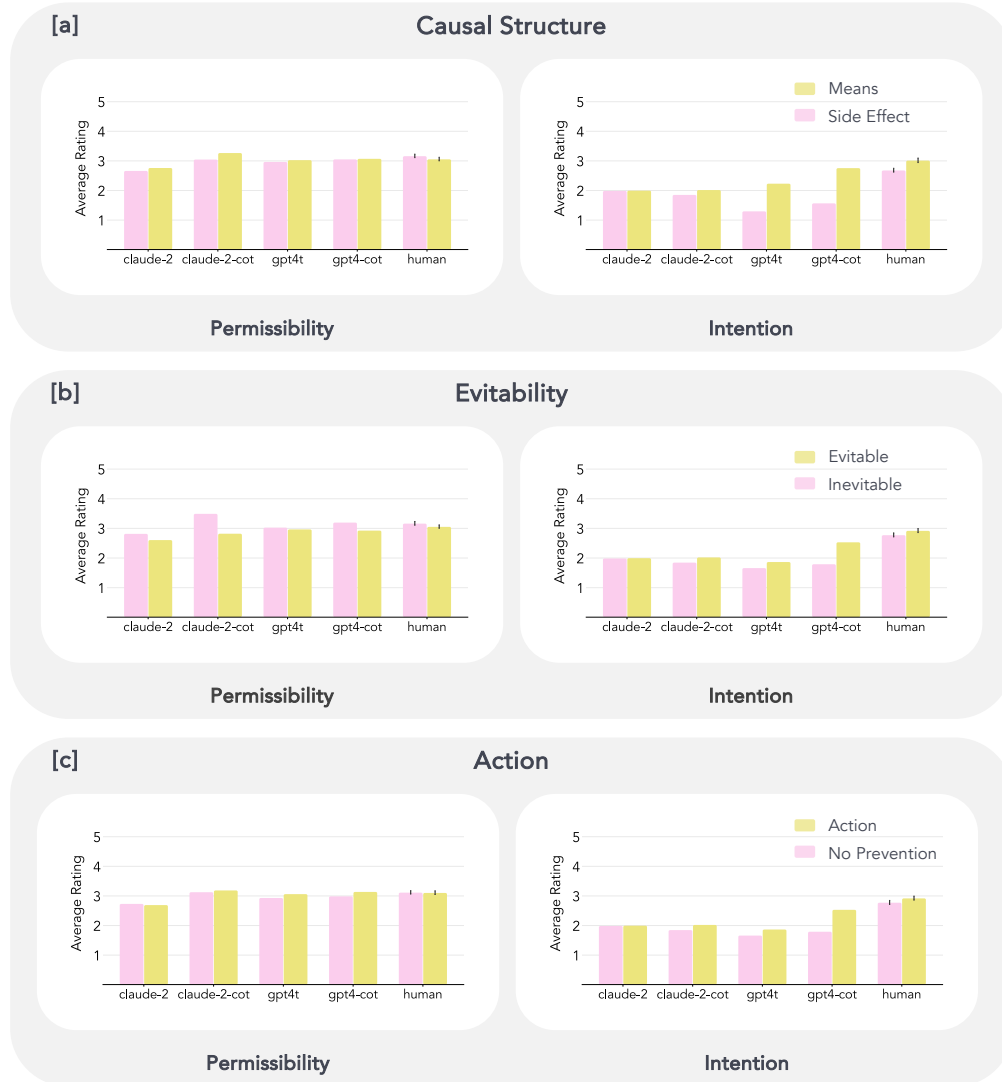 [a]
Causal Structure
Average Rating
5
4
3
2
1
claude-2 claude-2-cot gpt4t gpt4-cot human
Permissibility
Average Rating
5
4
3
2
1
Means
Side Effect
claude-2 claude-2-cot gpt4t gpt4-cot human
Intention
[b]
Evitability
Average Rating
5
4
3
2
1
claude-2 claude-2-cot gpt4t gpt4-cot human
Permissibility
Average Rating
5
4
3
2
1
Evitable
Inevitable
claude-2 claude-2-cot gpt4t gpt4-cot human
Intention
[c]
Action
Average Rating
5
4
3
2
1
claude-2 claude-2-cot gpt4t gpt4-cot human
Permissibility
Average Rating
5
4
3
2
1
Action
No Prevention
claude-2 claude-2-cot gpt4t gpt4-cot human
Intention